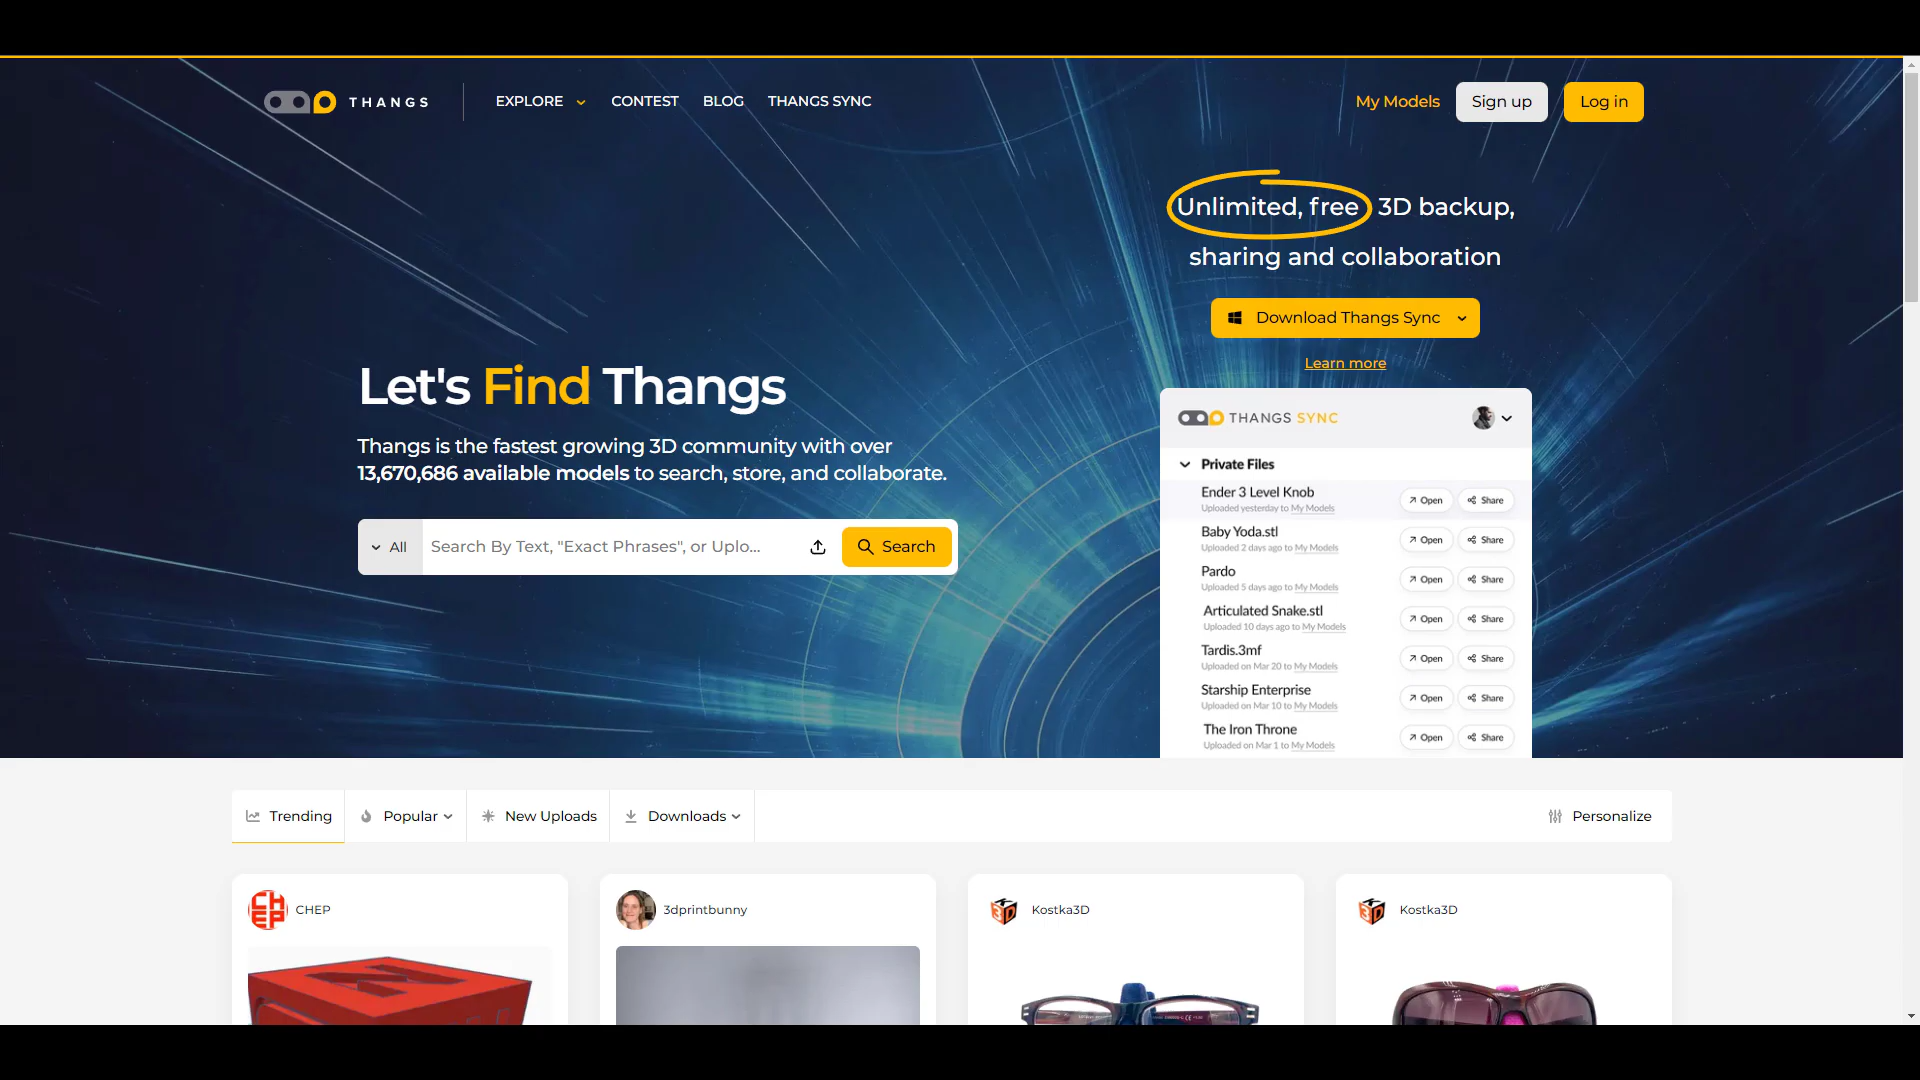 THANGS
EXPLORE
CONTEST
BLOG
THANGS SYNC
My Models
Sign up
Log in
Unlimited, free 3D backup,
sharing and collaboration
Download Thangs Sync
Learn more
Let's Find Thangs
Thangs is the fastest growing 3D community with over
13,670,686 available models to search, store, and collaborate.
All
Search By Text, "Exact Phrases", or Uplo...
Search
THANGS SYNC
Private Files
Ender 3 Level Knob
Uploaded yesterday to My Models
Open Share
Baby Yoda.stl
Uploaded 2 days ago to My Models
Open Share
Pardo
Uploaded 5 days ago to My Models
Open Share
Articulated Snake.stl
Uploaded 10 days ago to My Models
Open Share
Tardis.3mf
Uploaded on Mar 20 to My Models
Open Share
Starship Enterprise
Uploaded on Mar 10 to My Models
Open Share
The Iron Throne
Uploaded on Mar 1 to My Models
Open Share
Trending
Popular
New Uploads
Downloads
Personalize
CHEP
CHEP
3dprintbunny
Kostka3D
Kostka3D